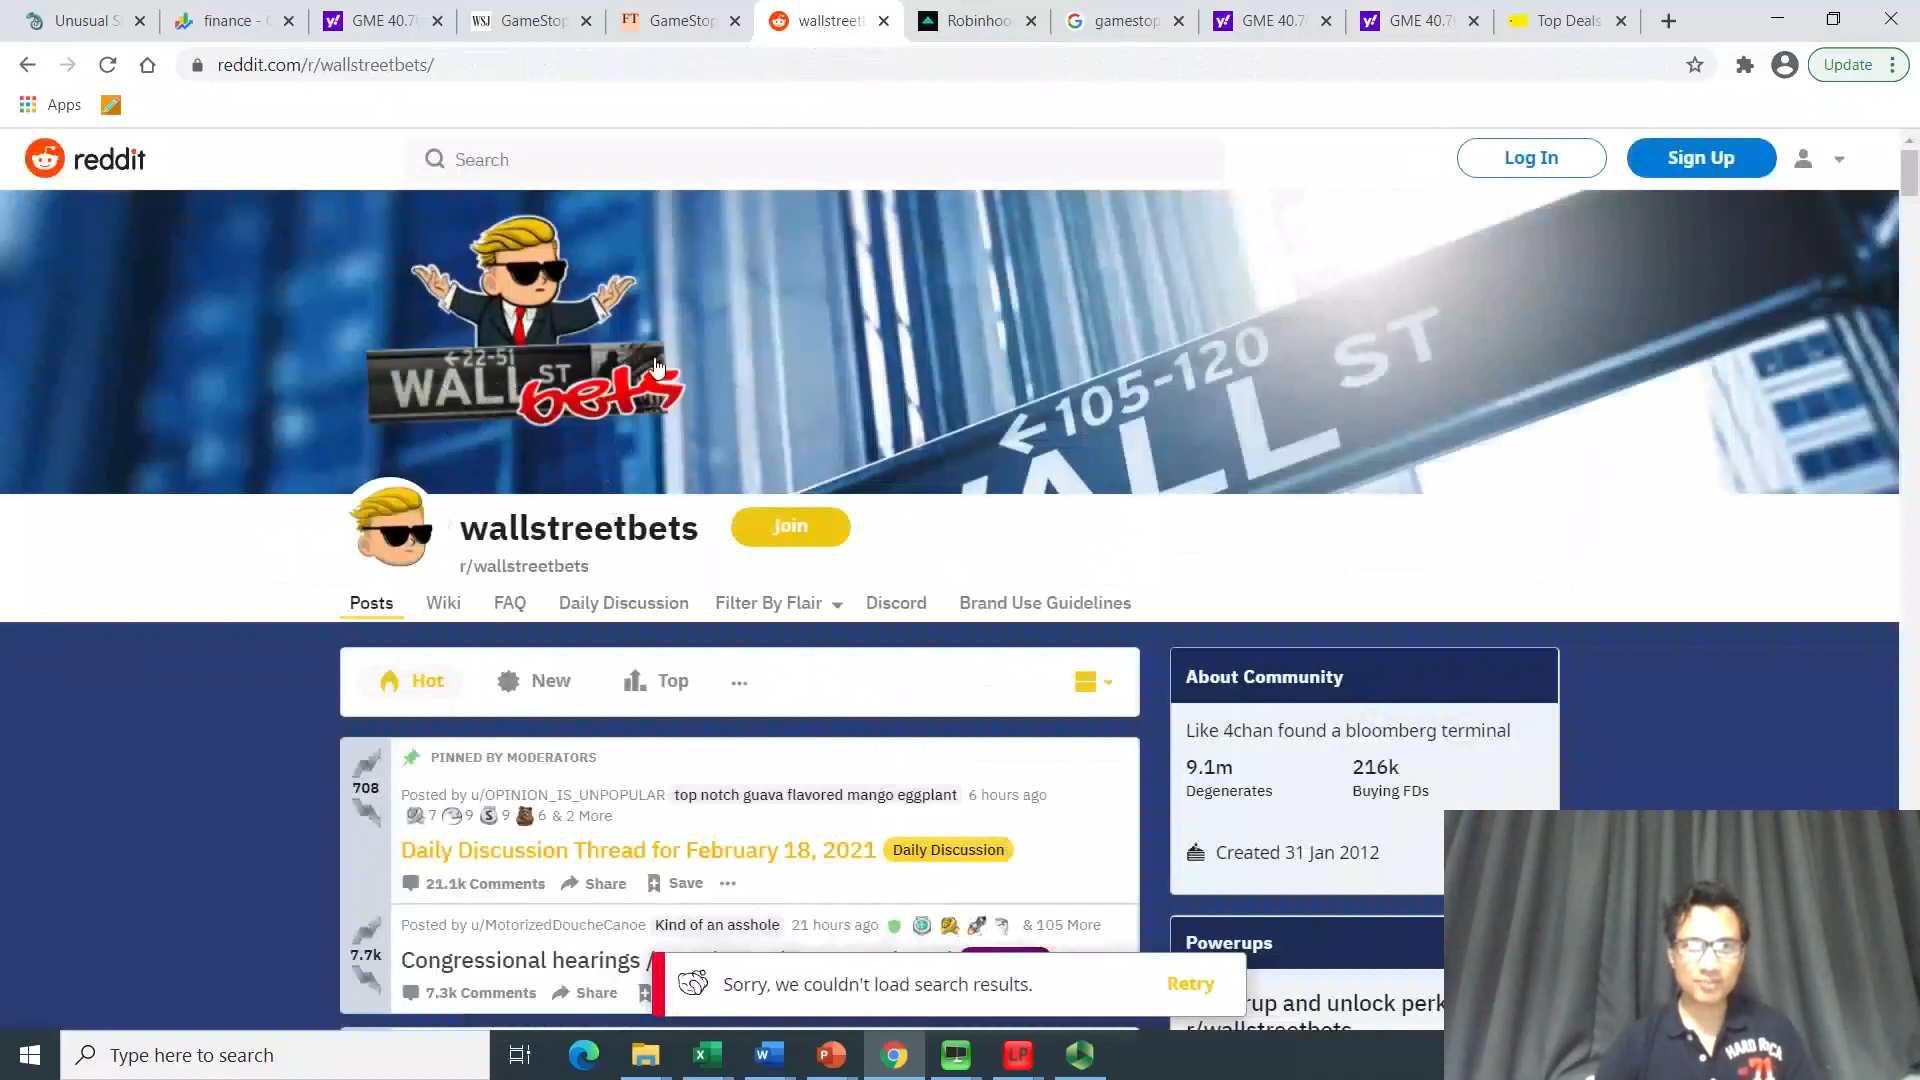 Unusual S
finance -
GME 40.7
GameStop
GameStop
wallstreet
Robinhoo
gamestop
GME 40.7
GME 40.7
Top Deals
reddit.com/r/wallstreetbets/
Update
Apps
reddit
Search
Log In
Sign Up
←22-51
WALL ST
bets
←105-120
WALL ST
wallstreetbets
Join
r/wallstreetbets
Posts Wiki FAQ Daily Discussion Filter By Flair Discord Brand Use Guidelines
Hot New Top ...
PINNED BY MODERATORS
708
Posted by u/OPINION_IS_UNPOPULAR top notch guava flavored mango eggplant 6 hours ago
7 9 9 6 & 2 More
Daily Discussion Thread for February 18, 2021 Daily Discussion
21.1k Comments Share Save ...
Posted by u/MotorizedDoucheCanoe Kind of an asshole 21 hours ago & 105 More
7.7k
Congressional hearings /
7.3k Comments Share
About Community
Like 4chan found a bloomberg terminal
9.1m 216k
Degenerates Buying FDs
Created 31 Jan 2012
Powerups
rup and unlock perk
r/wallstreetbets
Sorry, we couldn't load search results. Retry
Type here to search
LP
HARD ROCK
71